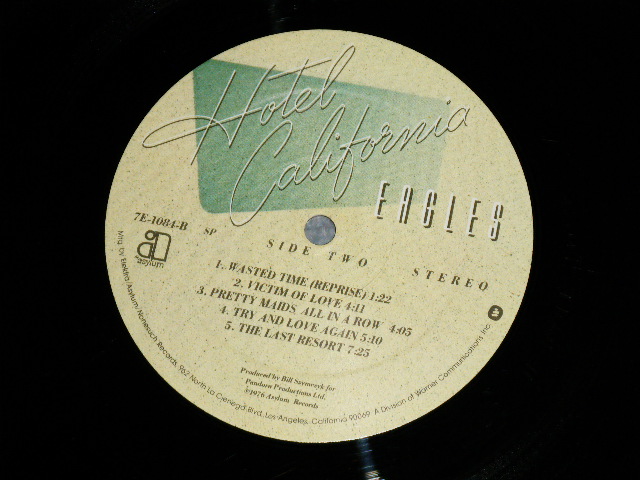 Hotel
California
EAGLES
7E-1084-B SP
SIDE TWO STEREO
asylum
1. WASTED TIME (REPRISE) 1:22
2. VICTIM OF LOVE 4:11
3. PRETTY MAIDS ALL IN A ROW 4:05
4. TRY AND LOVE AGAIN 5:10
5. THE LAST RESORT 7:25
Produced by Bill Szymczyk for
Pandora Productions Ltd.
℗1976 Asylum Records
Mfg. by Elektra/Asylum/Nonesuch Records, 962 North La Cienega Blvd. Los Angeles, California 90069. A Division of Warner Communications Inc.